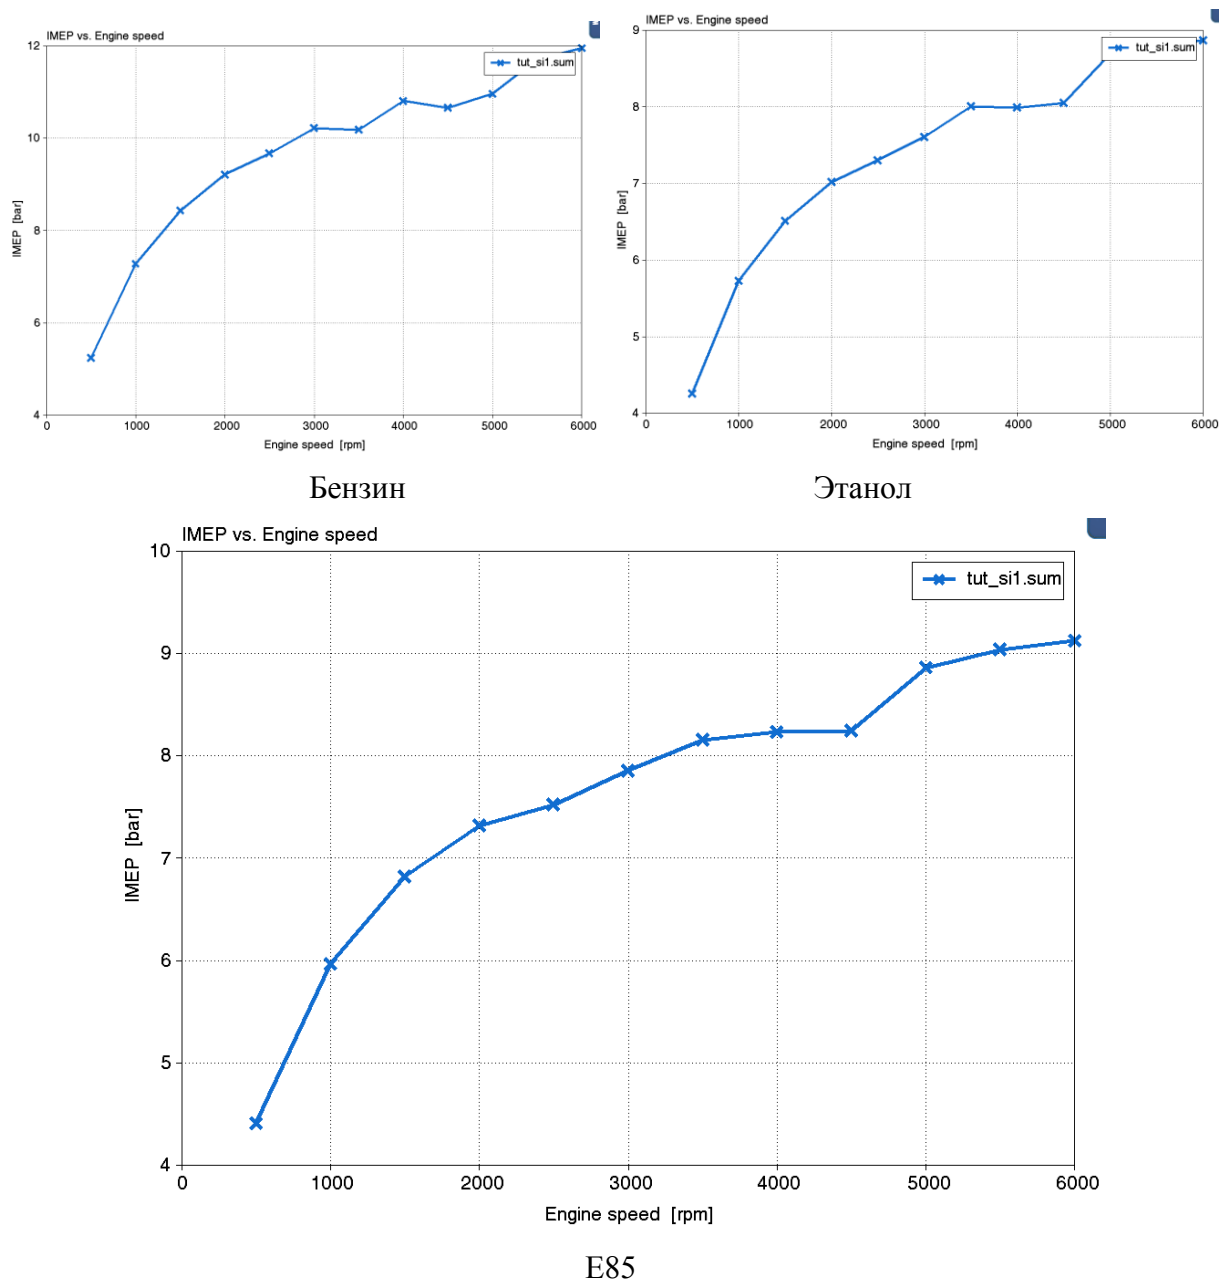 IMEP vs. Engine speed
tut_si1.sum
12
10
8
6
4
IMEP [bar]
0 1000 2000 3000 4000 5000 6000
Engine speed [rpm]
Бензин
IMEP vs. Engine speed
tut_si1.sum
9
8
7
6
5
4
IMEP [bar]
0 1000 2000 3000 4000 5000 6000
Engine speed [rpm]
Этанол
IMEP vs. Engine speed
tut_si1.sum
10
9
8
7
6
5
4
IMEP [bar]
0 1000 2000 3000 4000 5000 6000
Engine speed [rpm]
E85